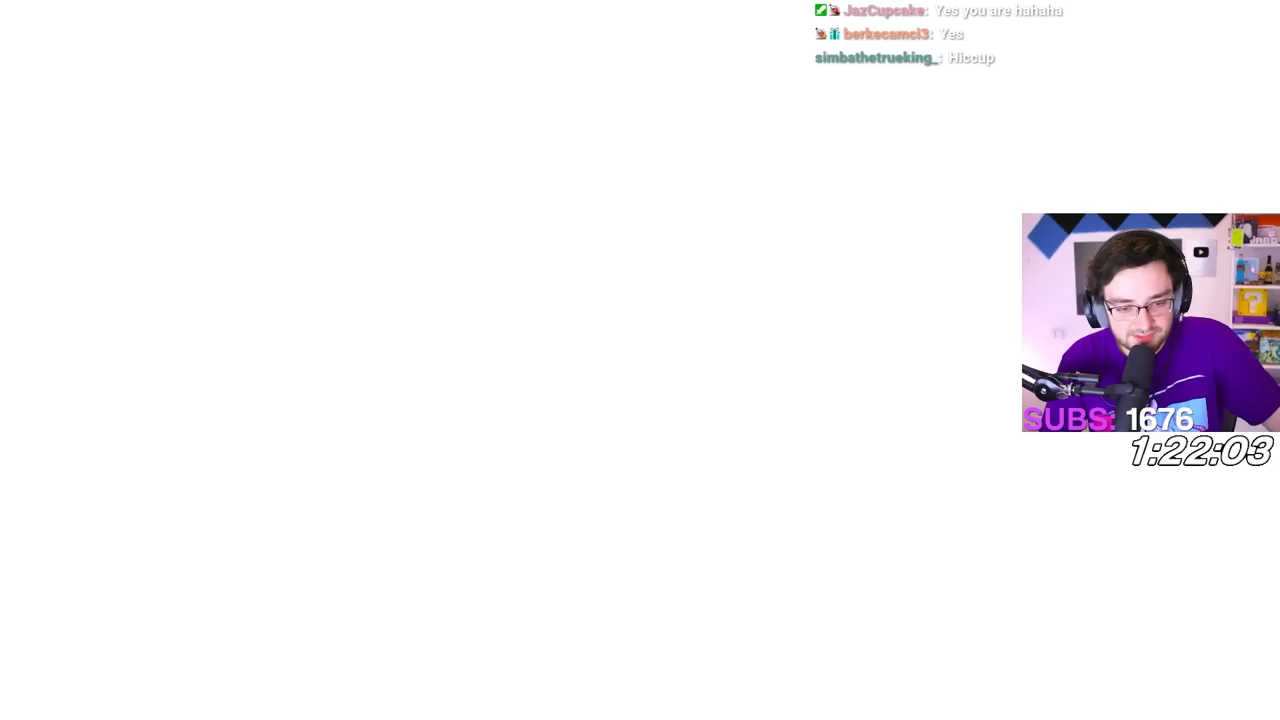 JazCupcake: Yes you are hahaha
berkecamci3: Yes
simbathetrueking_: Hiccup
SUBS: 1676
1:22:03